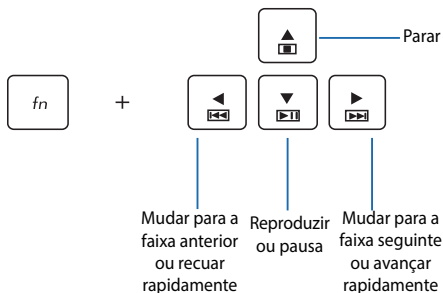 Parar
fn
+
Mudar para a
faixa anterior
ou recuar
rapidamente
Reproduzir
ou pausa
Mudar para a
faixa seguinte
ou avançar
rapidamente